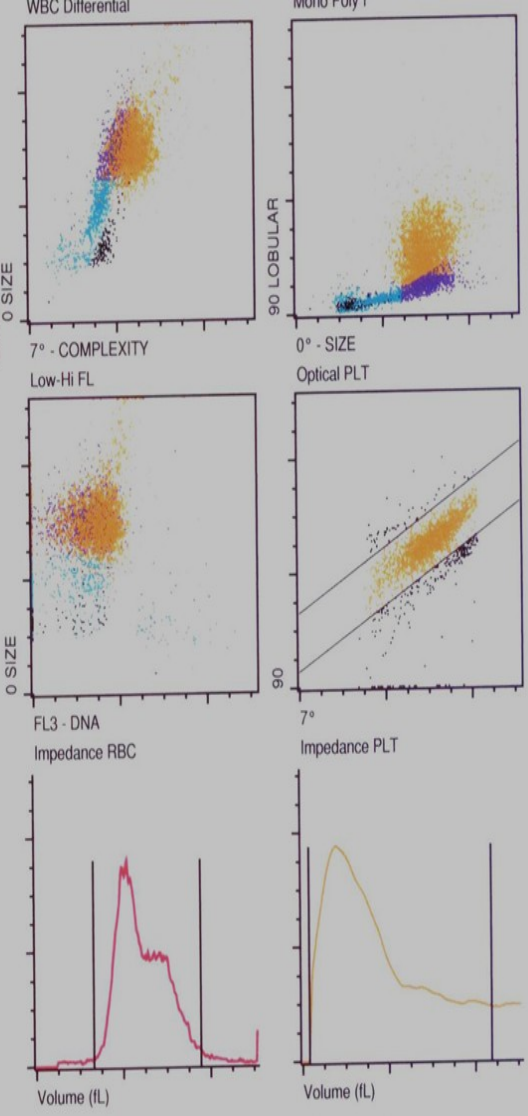 WBC Differential
Mono Poly I
0 SIZE
90 LOBULAR
7° - COMPLEXITY
0° - SIZE
Low-Hi FL
Optical PLT
0 SIZE
90
FL3 - DNA
7°
Impedance RBC
Impedance PLT
Volume (fL)
Volume (fL)